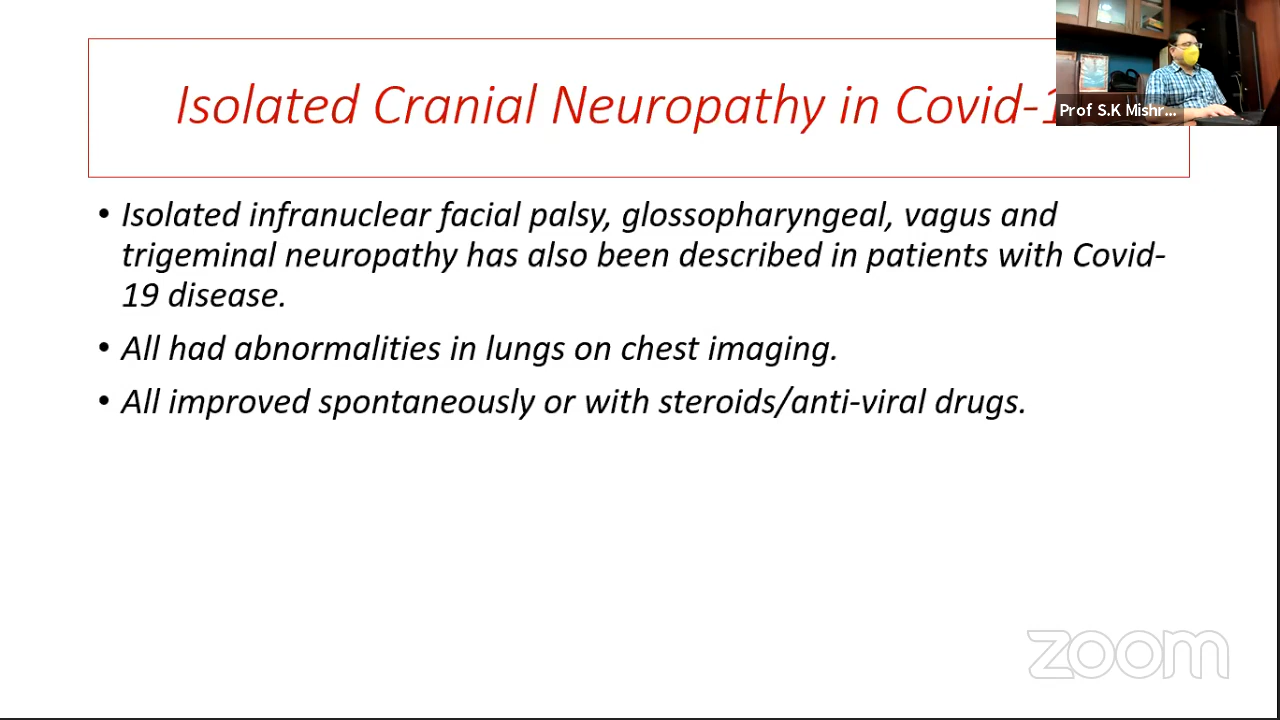 Isolated Cranial Neuropathy in Covid-1
Prof S.K Mishr...
• Isolated infranuclear facial palsy, glossopharyngeal, vagus and
trigeminal neuropathy has also been described in patients with Covid-
19 disease.
• All had abnormalities in lungs on chest imaging.
• All improved spontaneously or with steroids/anti-viral drugs.
zoom